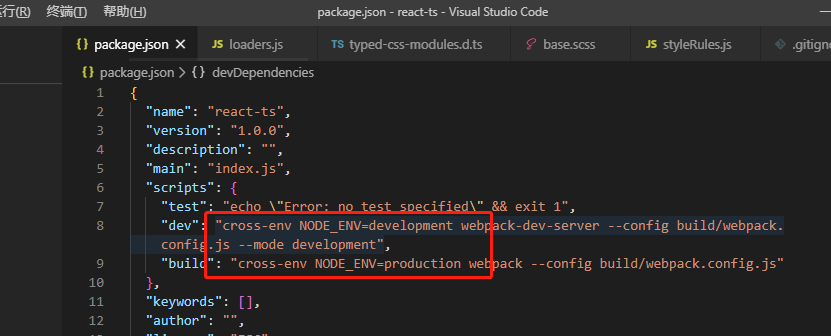 运行(R) 终端(T) 帮助(H) package.json - react-ts - Visual Studio Code
{} package.json × JS loaders.js TS typed-css-modules.d.ts base.scss JS styleRules.js .gitigno
{} package.json > {} devDependencies
1 {
2 "name": "react-ts",
3 "version": "1.0.0",
4 "description": "",
5 "main": "index.js",
6 "scripts": {
7 "test": "echo \"Error: no test specified\" && exit 1",
8 "dev": "cross-env NODE_ENV=development webpack-dev-server --config build/webpack.
config.js --mode development",
9 "build": "cross-env NODE_ENV=production webpack --config build/webpack.config.js"
10 },
11 "keywords": [],
12 "author": "",